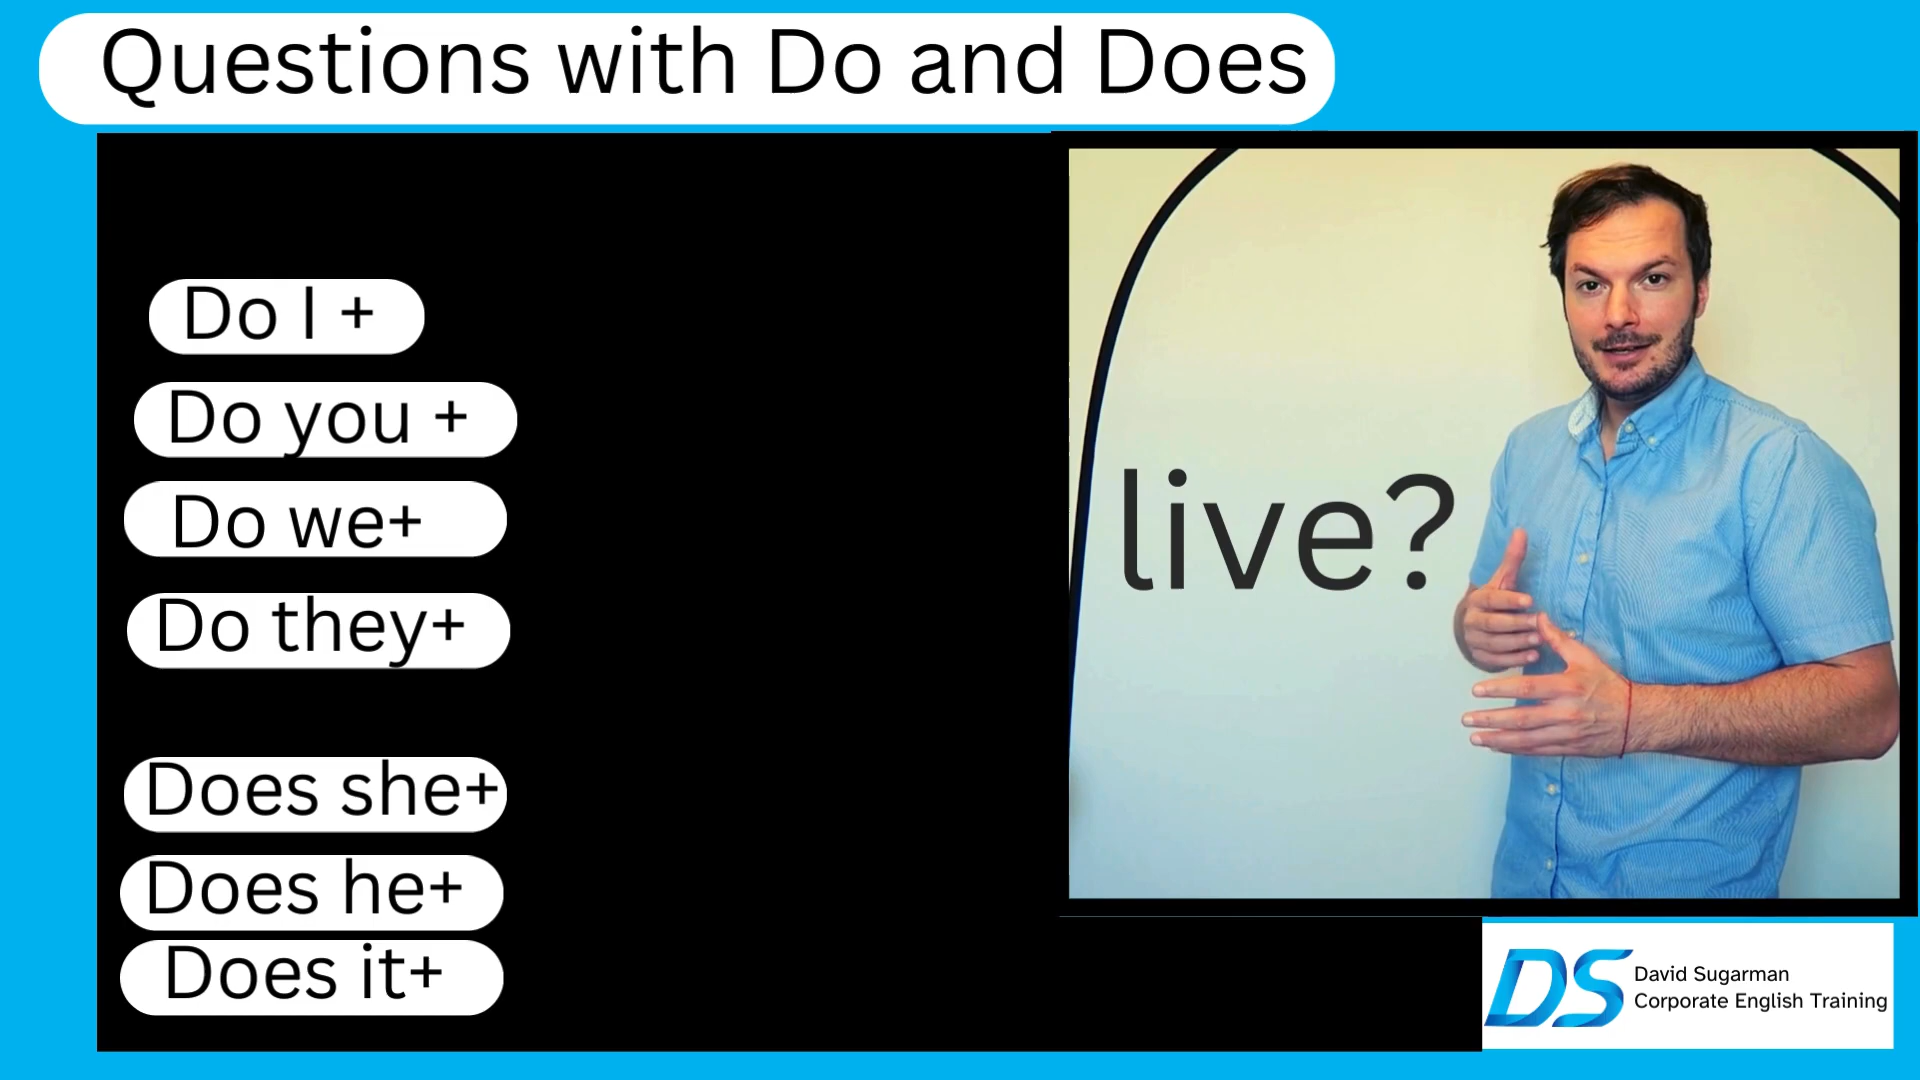 Questions with Do and Does
Do I +
Do you +
Do we+
Do they+
Does she+
Does he+
Does it+
live?
DS
David Sugarman
Corporate English Training